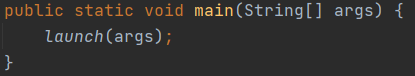 public static void main(String[] args) {
    launch(args);
}